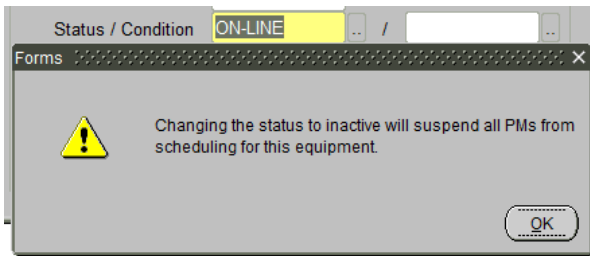 Status / Condition ON-LINE .. / ..
Forms
Changing the status to inactive will suspend all PMs from
scheduling for this equipment.
OK